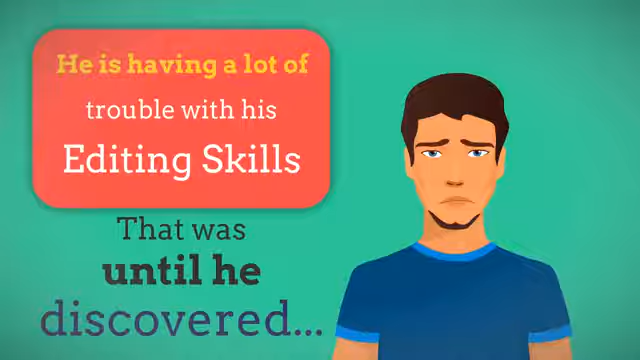 He is having a lot of
trouble with his
Editing Skills
That was
until he
discovered...